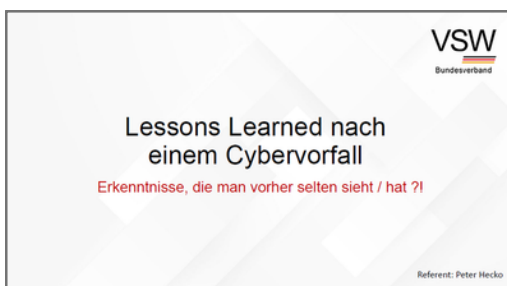 VSW
Bundesverband
Lessons Learned nach
einem Cybervorfall
Erkenntnisse, die man vorher selten sieht / hat ?!
Referent: Peter Hecko